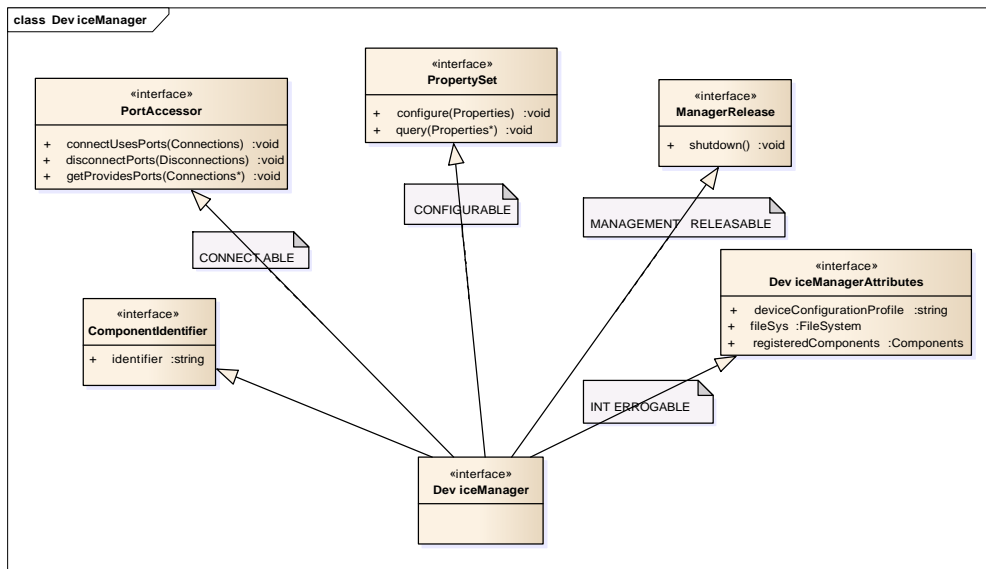 class DeviceManager
«interface»
PortAccessor
+ connectUsesPorts(Connections) :void
+ disconnectPorts(Disconnections) :void
+ getProvidesPorts(Connections*) :void
«interface»
PropertySet
+ configure(Properties) :void
+ query(Properties*) :void
«interface»
ManagerRelease
+ shutdown() :void
CONFIGURABLE
MANAGEMENT RELEASABLE
CONNECTABLE
«interface»
DeviceManagerAttributes
+ deviceConfigurationProfile :string
+ fileSys :FileSystem
+ registeredComponents :Components
«interface»
ComponentIdentifier
+ identifier :string
INTERROGABLE
«interface»
DeviceManager